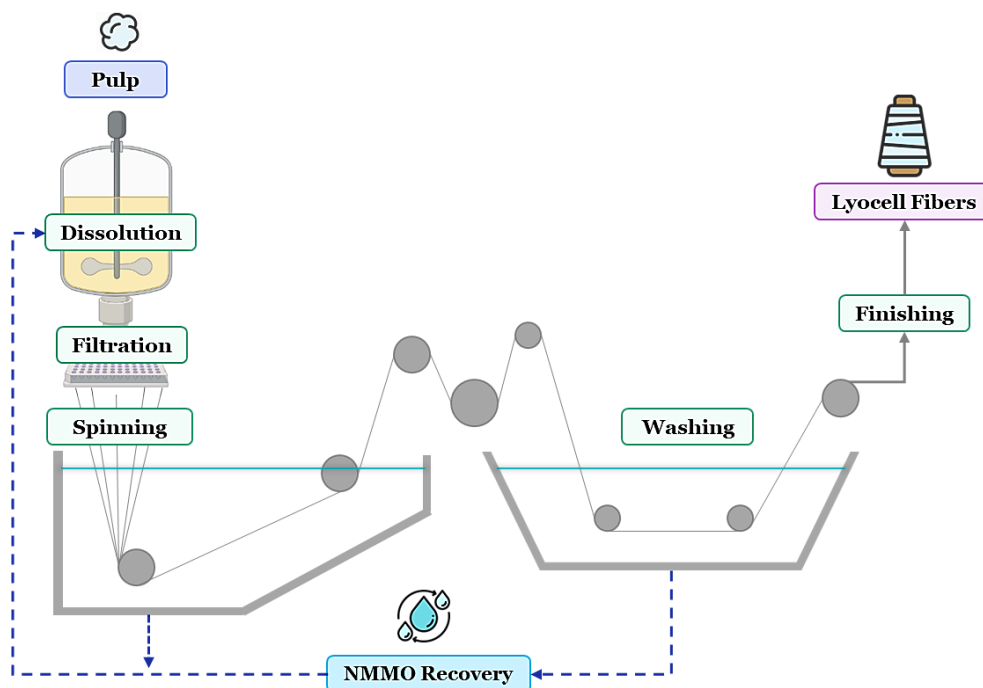 Pulp
Dissolution
Filtration
Spinning
Washing
NMMO Recovery
Finishing
Lyocell Fibers